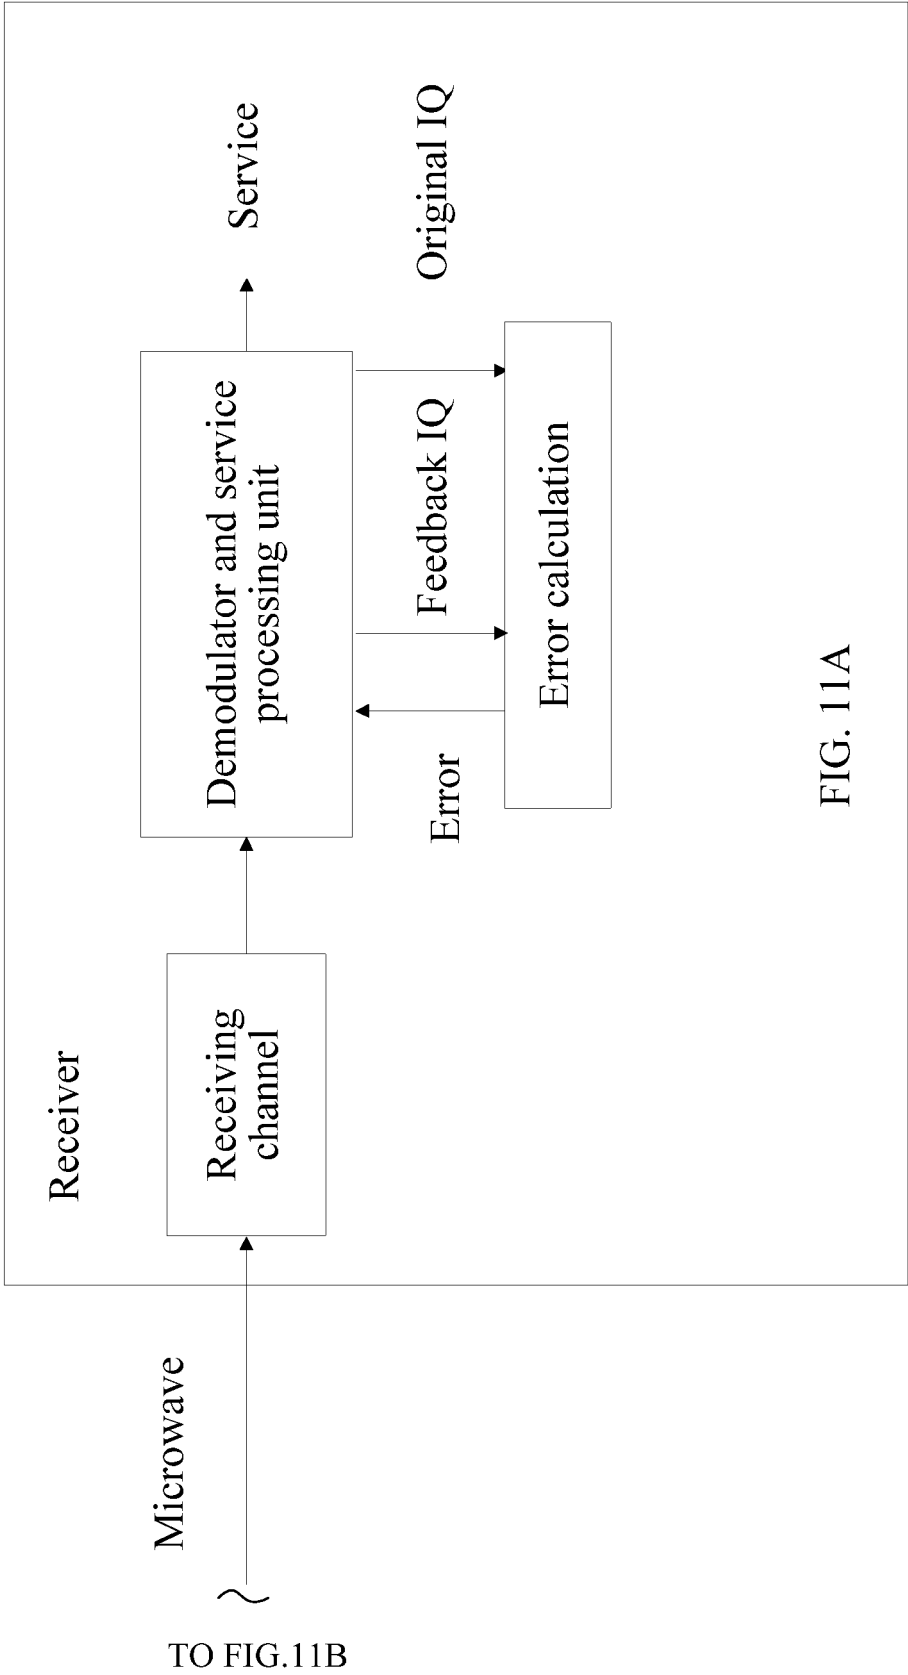 Receiver
Microwave
TO FIG.11B
Receiving
channel
Demodulator and service
processing unit
Service
Error
Feedback IQ
Original IQ
Error calculation
FIG. 11A